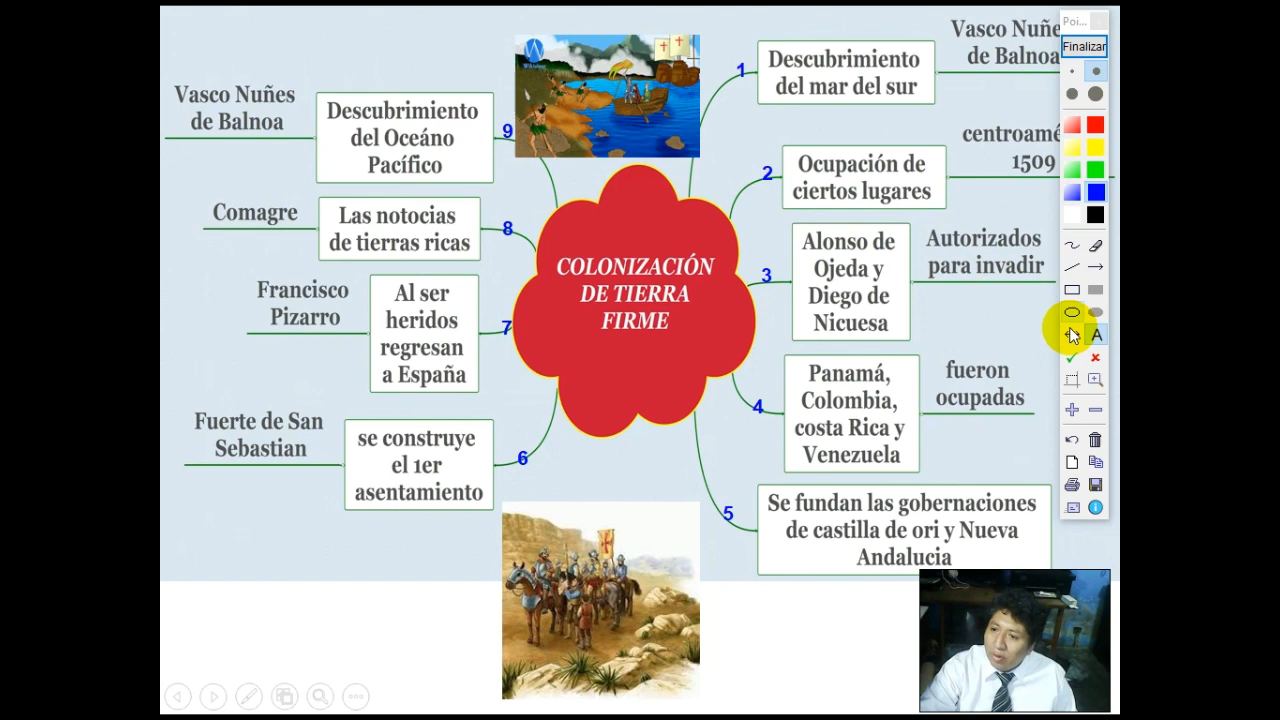 Poi...
Finalizar
A
COLONIZACIÓN
DE TIERRA
FIRME
1
Descubrimiento
del mar del sur
Vasco Nuñe
de Balnoa
2
Ocupación de
ciertos lugares
centroamé
1509
3
Alonso de
Ojeda y
Diego de
Nicuesa
Autorizados
para invadir
4
Panamá,
Colombia,
costa Rica y
Venezuela
fueron
ocupadas
5
Se fundan las gobernaciones
de castilla de ori y Nueva
Andalucia
6
se construye
el 1er
asentamiento
Fuerte de San
Sebastian
7
Al ser
heridos
regresan
a España
Francisco
Pizarro
8
Las notocias
de tierras ricas
Comagre
9
Descubrimiento
del Oceáno
Pacífico
Vasco Nuñes
de Balnoa